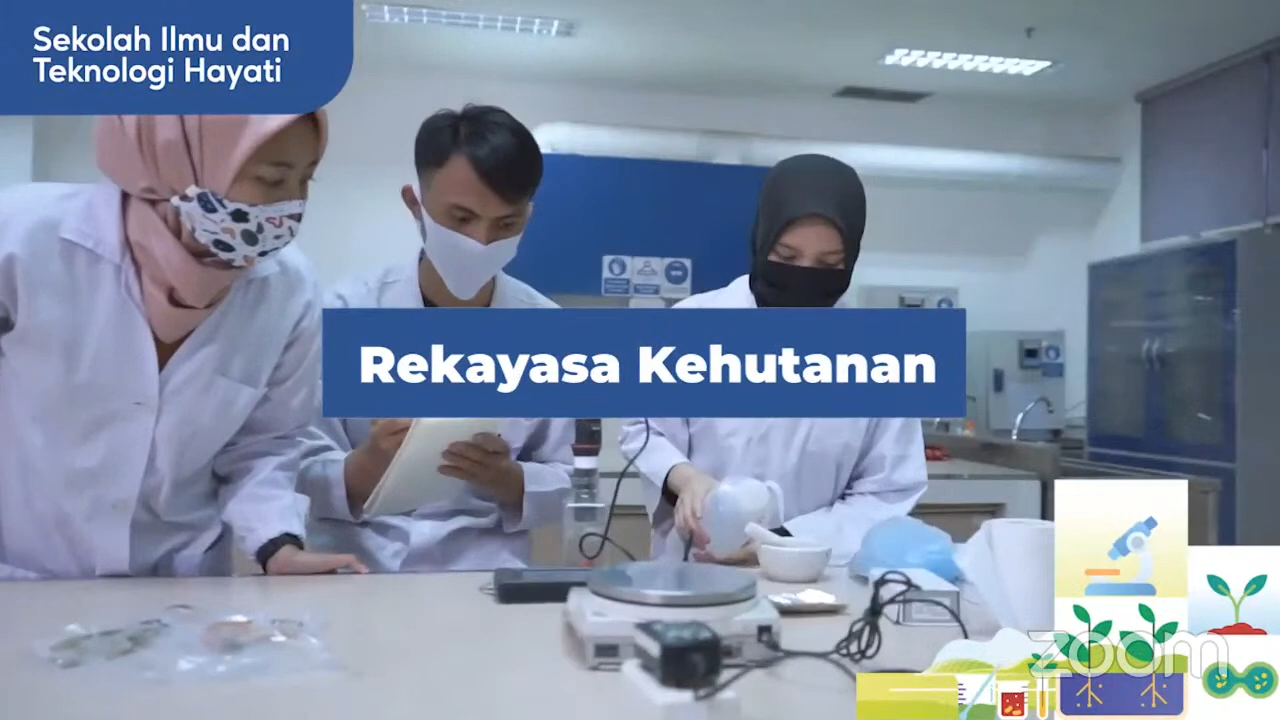 Sekolah Ilmu dan
Teknologi Hayati
Rekayasa Kehutanan
zoom